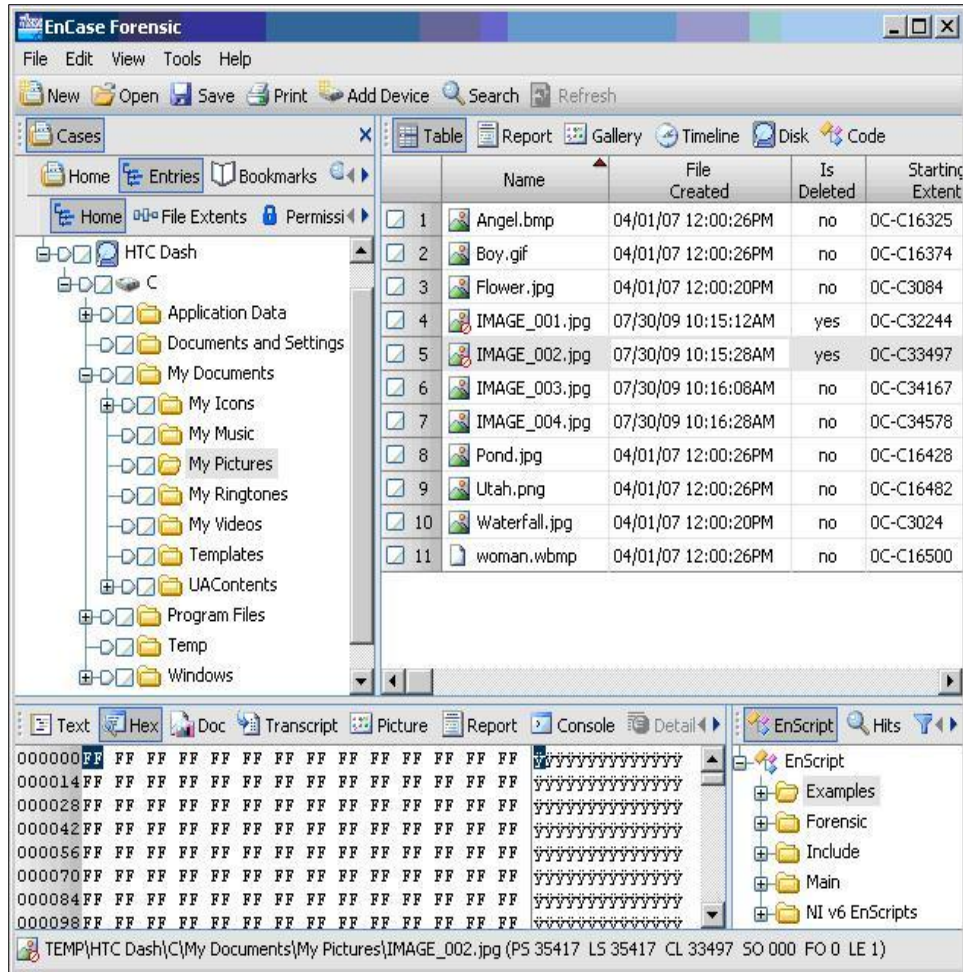 EnCase Forensic
File Edit View Tools Help
New Open Save Print Add Device Search Refresh
Cases
Table Report Gallery Timeline Disk Code
Home Entries Bookmarks
Home File Extents Permissi
Name File Created Is Deleted Starting Extent
1 Angel.bmp 04/01/07 12:00:26PM no 0C-C16325
2 Boy.gif 04/01/07 12:00:26PM no 0C-C16374
3 Flower.jpg 04/01/07 12:00:20PM no 0C-C3084
4 IMAGE_001.jpg 07/30/09 10:15:12AM yes 0C-C32244
5 IMAGE_002.jpg 07/30/09 10:15:28AM yes 0C-C33497
6 IMAGE_003.jpg 07/30/09 10:16:08AM no 0C-C34167
7 IMAGE_004.jpg 07/30/09 10:16:28AM no 0C-C34578
8 Pond.jpg 04/01/07 12:00:26PM no 0C-C16428
9 Utah.png 04/01/07 12:00:26PM no 0C-C16482
10 Waterfall.jpg 04/01/07 12:00:20PM no 0C-C3024
11 woman.wbmp 04/01/07 12:00:26PM no 0C-C16500
HTC Dash
C
Application Data
Documents and Settings
My Documents
My Icons
My Music
My Pictures
My Ringtones
My Videos
Templates
UAContents
Program Files
Temp
Windows
Text Hex Doc Transcript Picture Report Console Detail
EnScript Hits
000000FF FF FF FF FF FF FF FF FF FF FF FF FF FF ÿÿÿÿÿÿÿÿÿÿÿÿÿÿ
000014FF FF FF FF FF FF FF FF FF FF FF FF FF FF ÿÿÿÿÿÿÿÿÿÿÿÿÿÿ
000028FF FF FF FF FF FF FF FF FF FF FF FF FF FF ÿÿÿÿÿÿÿÿÿÿÿÿÿÿ
000042FF FF FF FF FF FF FF FF FF FF FF FF FF FF ÿÿÿÿÿÿÿÿÿÿÿÿÿÿ
000056FF FF FF FF FF FF FF FF FF FF FF FF FF FF ÿÿÿÿÿÿÿÿÿÿÿÿÿÿ
000070FF FF FF FF FF FF FF FF FF FF FF FF FF FF ÿÿÿÿÿÿÿÿÿÿÿÿÿÿ
000084FF FF FF FF FF FF FF FF FF FF FF FF FF FF ÿÿÿÿÿÿÿÿÿÿÿÿÿÿ
000098FF FF FF FF FF FF FF FF FF FF FF FF FF FF ÿÿÿÿÿÿÿÿÿÿÿÿÿÿ
EnScript
Examples
Forensic
Include
Main
NI v6 EnScripts
TEMP\HTC Dash\C\My Documents\My Pictures\IMAGE_002.jpg (PS 35417 LS 35417 CL 33497 SO 000 FO 0 LE 1)